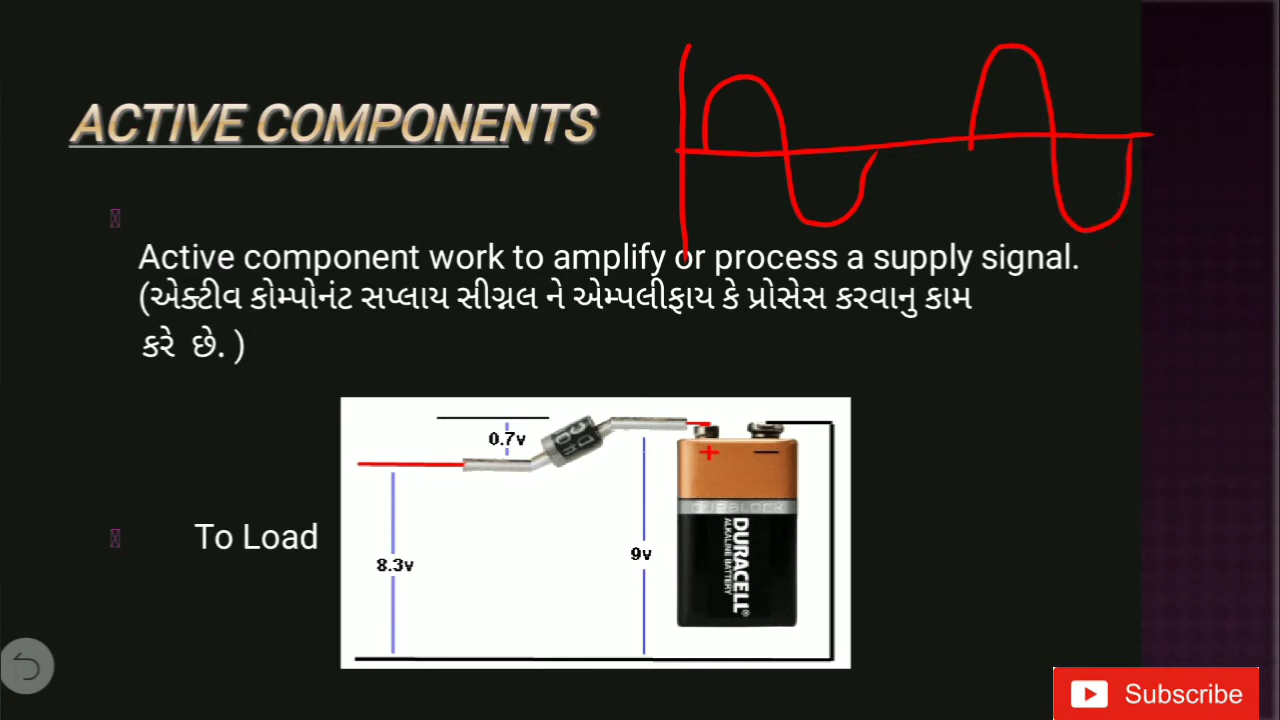 ACTIVE COMPONENTS
Active component work to amplify or process a supply signal.
(એક્ટીવ કોમ્પોનંટ સપ્લાય સીગ્નલ ને એમ્પલીફાય કે પ્રોસેસ કરવાનુ કામ
કરે છે. )
0.7v
+ −
DURACELL®
ALKALINE BATTERY
To Load
9v
8.3v
Subscribe